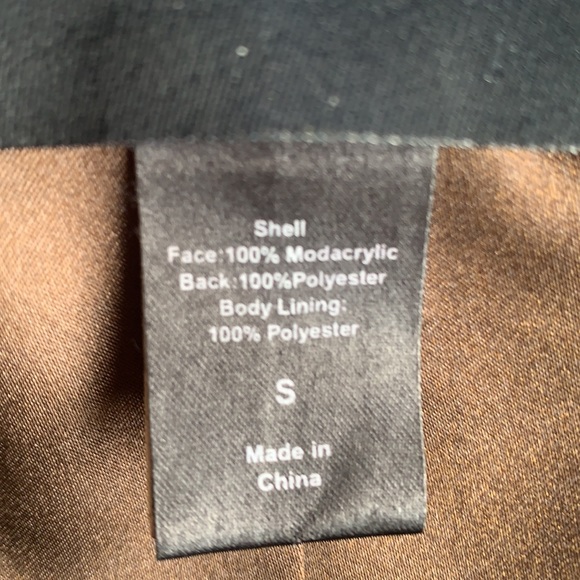 Shell
Face:100% Modacrylic
Back:100%Polyester
Body Lining:
100% Polyester
S
Made in
China